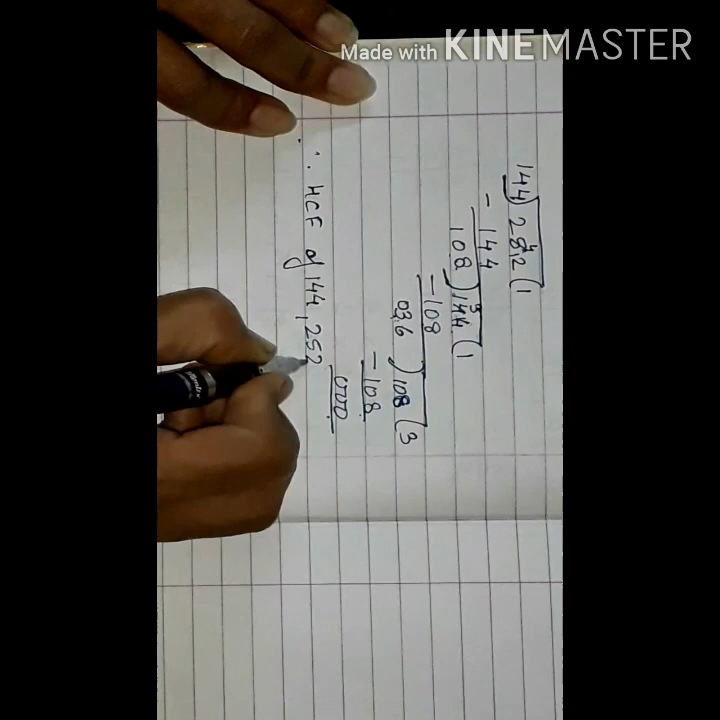 Made with KINEMASTER
144) 252 (1
- 144
108 ) 144 (1
- 108
036 ) 108 (3
- 108
000
∴ HCF of 144, 252